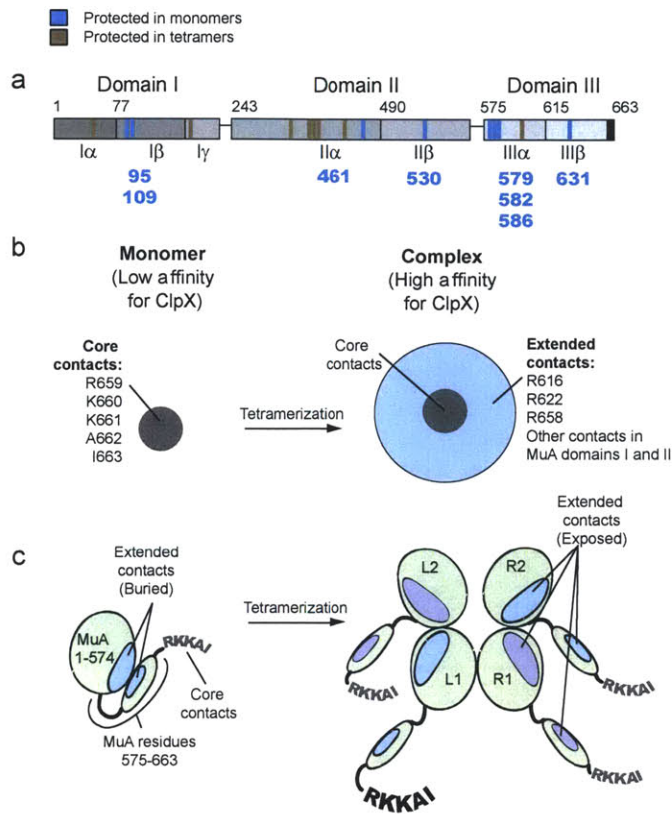 Protected in monomers
Protected in tetramers
a
Domain I
Domain II
Domain III
1
77
243
490
575
615
663
Iα
Iβ
Iγ
IIα
IIβ
IIIα
IIIβ
95
109
461
530
579
582
586
631
b
Monomer
(Low affinity
for ClpX)
Complex
(High affinity
for ClpX)
Core
contacts:
R659
K660
K661
A662
I663
Tetramerization
Core
contacts
Extended
contacts:
R616
R622
R658
Other contacts in
MuA domains I and II
c
Extended
contacts
(Buried)
MuA
1-574
RKKAI
Core
contacts
MuA residues
575-663
Tetramerization
Extended
contacts
(Exposed)
L2
R2
L1
R1
RKKAI
RKKAI
RKKAI
RKKAI